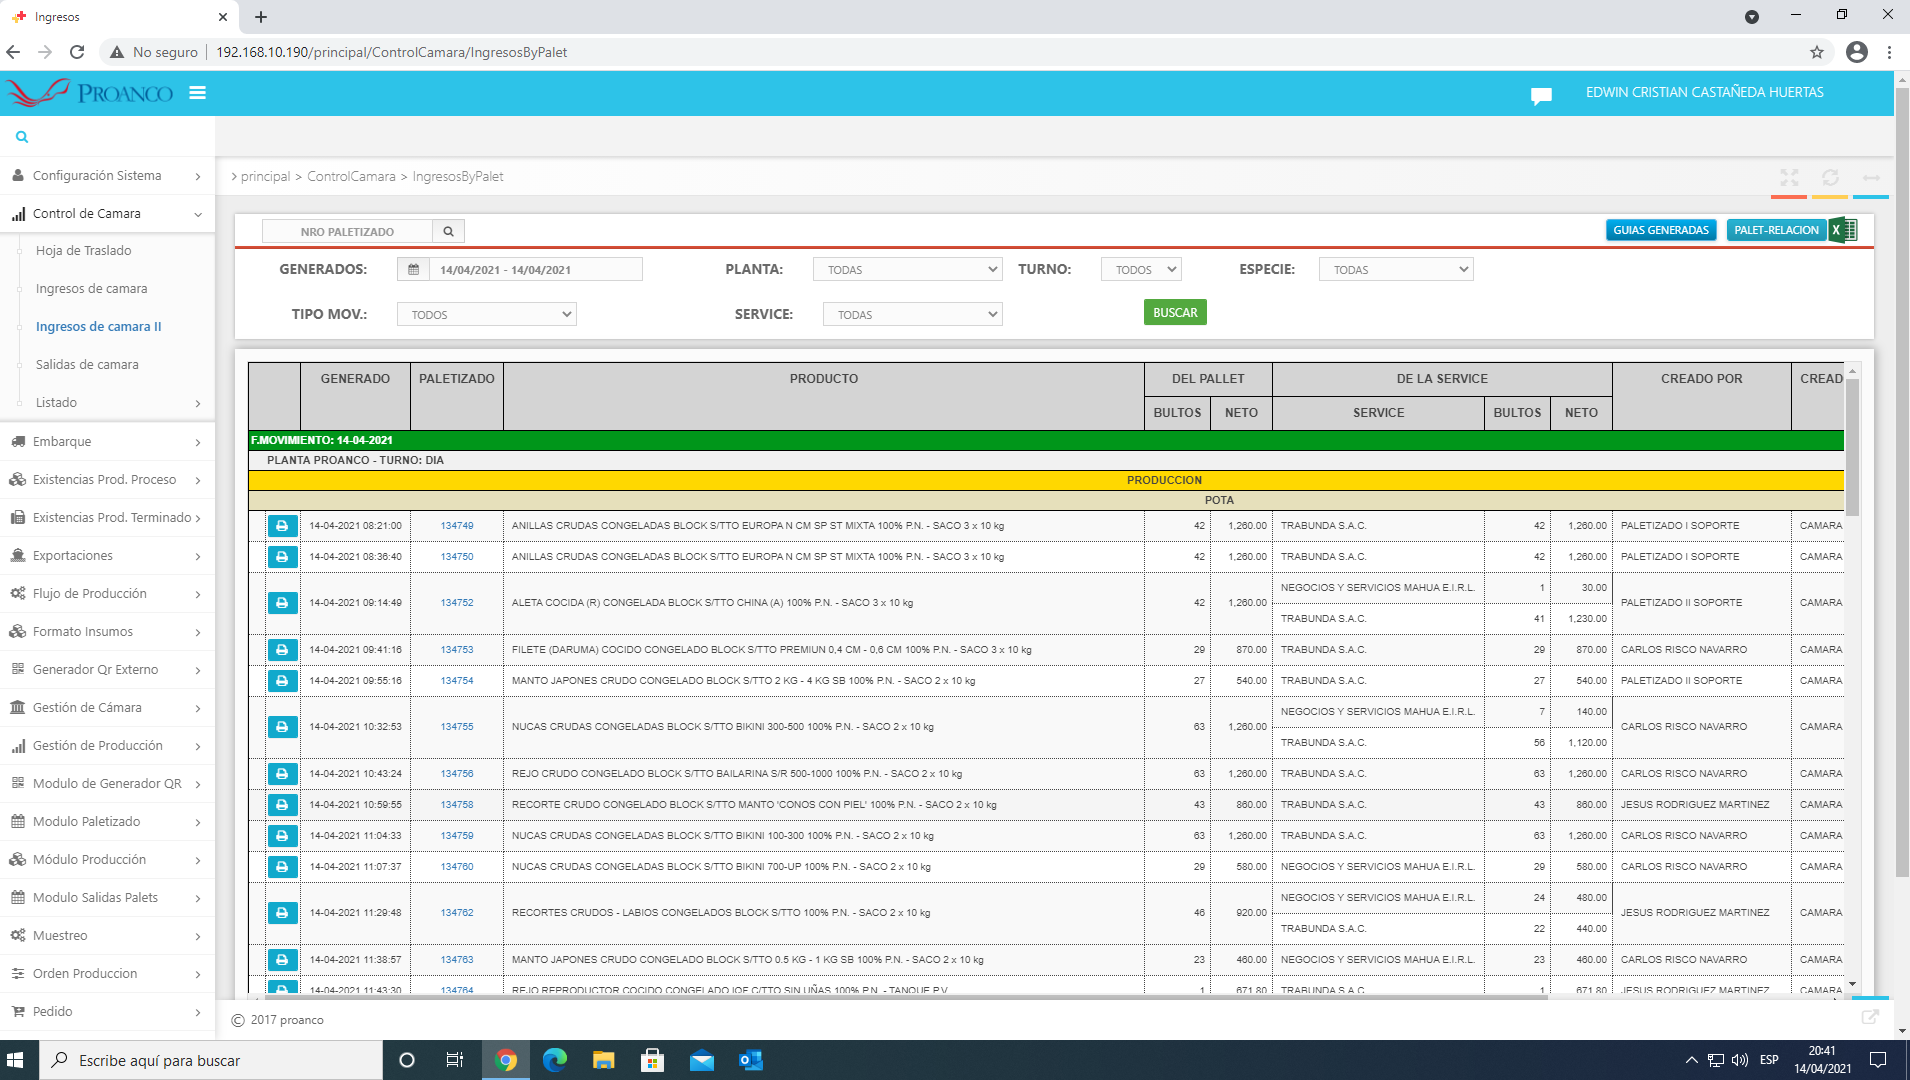 Ingresos
No seguro
192.168.10.190/principal/ControlCamara/IngresosByPalet
PROANCO
EDWIN CRISTIAN CASTAÑEDA HUERTAS
Configuración Sistema
Control de Camara
Hoja de Traslado
Ingresos de camara
Ingresos de camara II
Salidas de camara
Listado
Embarque
Existencias Prod. Proceso
Existencias Prod. Terminado
Exportaciones
Flujo de Producción
Formato Insumos
Generador Qr Externo
Gestión de Cámara
Gestión de Producción
Modulo de Generador QR
Modulo Paletizado
Módulo Producción
Modulo Salidas Palets
Muestreo
Orden Produccion
Pedido
> principal > ControlCamara > IngresosByPalet
NRO PALETIZADO
GUIAS GENERADAS PALET-RELACION
GENERADOS: 14/04/2021 - 14/04/2021 PLANTA: TODAS TURNO: TODOS ESPECIE: TODAS
TIPO MOV.: TODOS SERVICE: TODAS BUSCAR
GENERADO PALETIZADO PRODUCTO DEL PALLET DE LA SERVICE CREADO POR CREAD
BULTOS NETO SERVICE BULTOS NETO
F.MOVIMIENTO: 14-04-2021
PLANTA PROANCO - TURNO: DIA
PRODUCCION
POTA
14-04-2021 08:21:00 134749 ANILLAS CRUDAS CONGELADAS BLOCK S/TTO EUROPA N CM SP ST MIXTA 100% P.N. - SACO 3 x 10 kg 42 1,260.00 TRABUNDA S.A.C. 42 1,260.00 PALETIZADO I SOPORTE CAMARA
14-04-2021 08:36:40 134750 ANILLAS CRUDAS CONGELADAS BLOCK S/TTO EUROPA N CM SP ST MIXTA 100% P.N. - SACO 3 x 10 kg 42 1,260.00 TRABUNDA S.A.C. 42 1,260.00 PALETIZADO I SOPORTE CAMARA
14-04-2021 09:14:49 134752 ALETA COCIDA (R) CONGELADA BLOCK S/TTO CHINA (A) 100% P.N. - SACO 3 x 10 kg 42 1,260.00 NEGOCIOS Y SERVICIOS MAHUA E.I.R.L. 1 30.00 PALETIZADO II SOPORTE CAMARA
TRABUNDA S.A.C. 41 1,230.00
14-04-2021 09:41:16 134753 FILETE (DARUMA) COCIDO CONGELADO BLOCK S/TTO PREMIUN 0,4 CM - 0,6 CM 100% P.N. - SACO 3 x 10 kg 29 870.00 TRABUNDA S.A.C. 29 870.00 CARLOS RISCO NAVARRO CAMARA
14-04-2021 09:55:16 134754 MANTO JAPONES CRUDO CONGELADO BLOCK S/TTO 2 KG - 4 KG SB 100% P.N. - SACO 2 x 10 kg 27 540.00 TRABUNDA S.A.C. 27 540.00 PALETIZADO II SOPORTE CAMARA
14-04-2021 10:32:53 134755 NUCAS CRUDAS CONGELADAS BLOCK S/TTO BIKINI 300-500 100% P.N. - SACO 2 x 10 kg 63 1,260.00 NEGOCIOS Y SERVICIOS MAHUA E.I.R.L. 7 140.00 CARLOS RISCO NAVARRO CAMARA
TRABUNDA S.A.C. 56 1,120.00
14-04-2021 10:43:24 134756 REJO CRUDO CONGELADO BLOCK S/TTO BAILARINA S/R 500-1000 100% P.N. - SACO 2 x 10 kg 63 1,260.00 TRABUNDA S.A.C. 63 1,260.00 CARLOS RISCO NAVARRO CAMARA
14-04-2021 10:59:55 134758 RECORTE CRUDO CONGELADO BLOCK S/TTO MANTO 'CONOS CON PIEL' 100% P.N. - SACO 2 x 10 kg 43 860.00 TRABUNDA S.A.C. 43 860.00 JESUS RODRIGUEZ MARTINEZ CAMARA
14-04-2021 11:04:33 134759 NUCAS CRUDAS CONGELADAS BLOCK S/TTO BIKINI 100-300 100% P.N. - SACO 2 x 10 kg 63 1,260.00 TRABUNDA S.A.C. 63 1,260.00 CARLOS RISCO NAVARRO CAMARA
14-04-2021 11:07:37 134760 NUCAS CRUDAS CONGELADAS BLOCK S/TTO BIKINI 700-UP 100% P.N. - SACO 2 x 10 kg 29 580.00 NEGOCIOS Y SERVICIOS MAHUA E.I.R.L. 29 580.00 CARLOS RISCO NAVARRO CAMARA
14-04-2021 11:29:48 134762 RECORTES CRUDOS - LABIOS CONGELADOS BLOCK S/TTO 100% P.N. - SACO 2 x 10 kg 46 920.00 NEGOCIOS Y SERVICIOS MAHUA E.I.R.L. 24 480.00 JESUS RODRIGUEZ MARTINEZ CAMARA
TRABUNDA S.A.C. 22 440.00
14-04-2021 11:38:57 134763 MANTO JAPONES CRUDO CONGELADO BLOCK S/TTO 0.5 KG - 1 KG SB 100% P.N. - SACO 2 x 10 kg 23 460.00 NEGOCIOS Y SERVICIOS MAHUA E.I.R.L. 23 460.00 CARLOS RISCO NAVARRO CAMARA
14-04-2021 11:43:30 134764 REJO REPRODUCTOR COCIDO CONGELADO IQF C/TTO SIN UÑAS 100% P.N. - TANQUE P.V 1 671.80 TRABUNDA S.A.C. 1 671.80 JESUS RODRIGUEZ MARTINEZ CAMARA
© 2017 proanco
Escribe aquí para buscar
ESP
20:41
14/04/2021